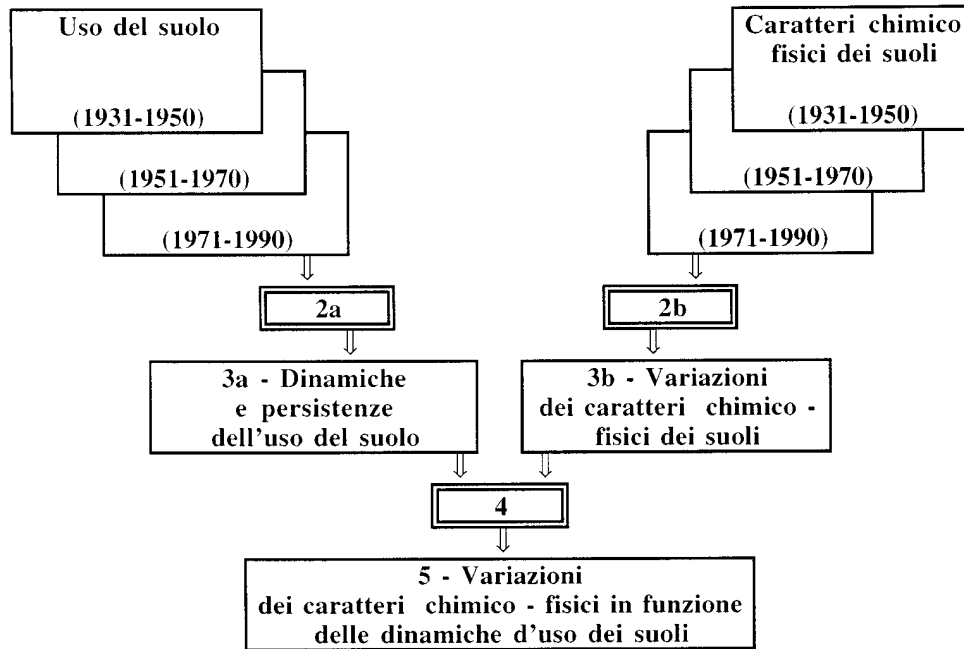 Uso del suolo
(1931-1950)
(1951-1970)
(1971-1990)
Caratteri chimico
fisici dei suoli
(1931-1950)
(1951-1970)
(1971-1990)
2a
2b
3a - Dinamiche
e persistenze
dell'uso del suolo
3b - Variazioni
dei caratteri chimico -
fisici dei suoli
4
5 - Variazioni
dei caratteri chimico - fisici in funzione
delle dinamiche d'uso dei suoli